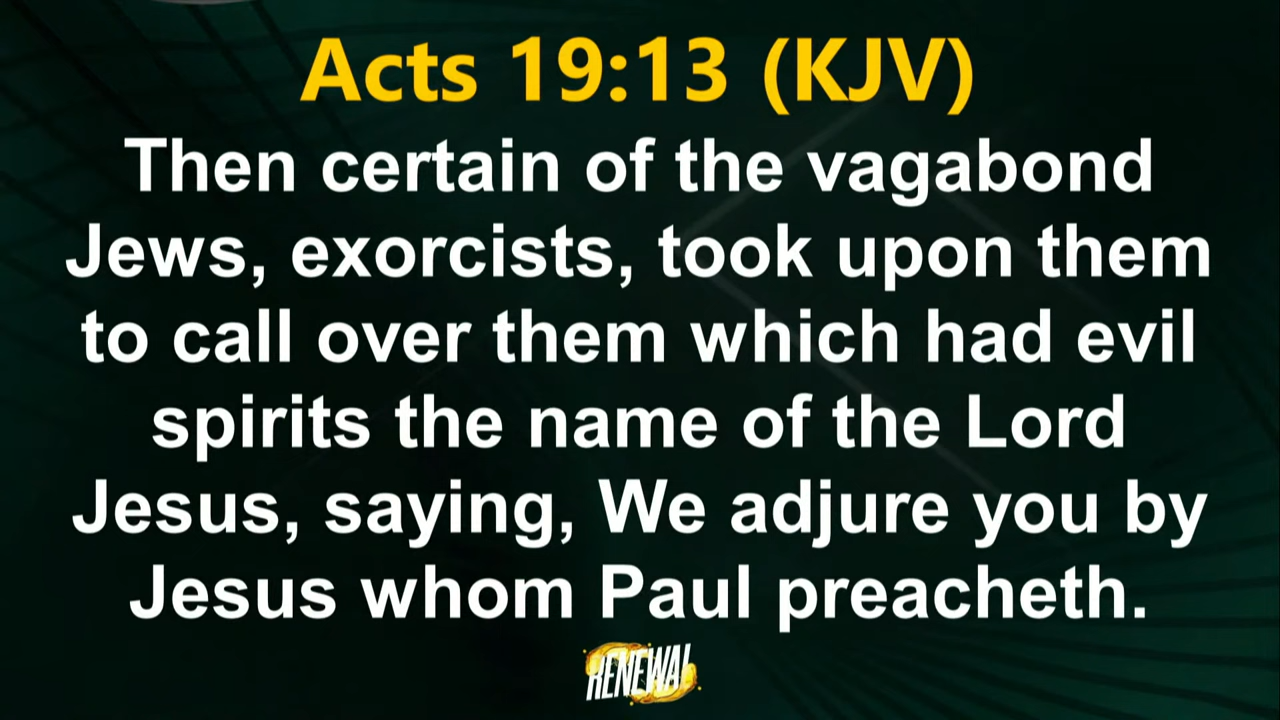 Acts 19:13 (KJV)
Then certain of the vagabond
Jews, exorcists, took upon them
to call over them which had evil
spirits the name of the Lord
Jesus, saying, We adjure you by
Jesus whom Paul preacheth.
RENEWAL